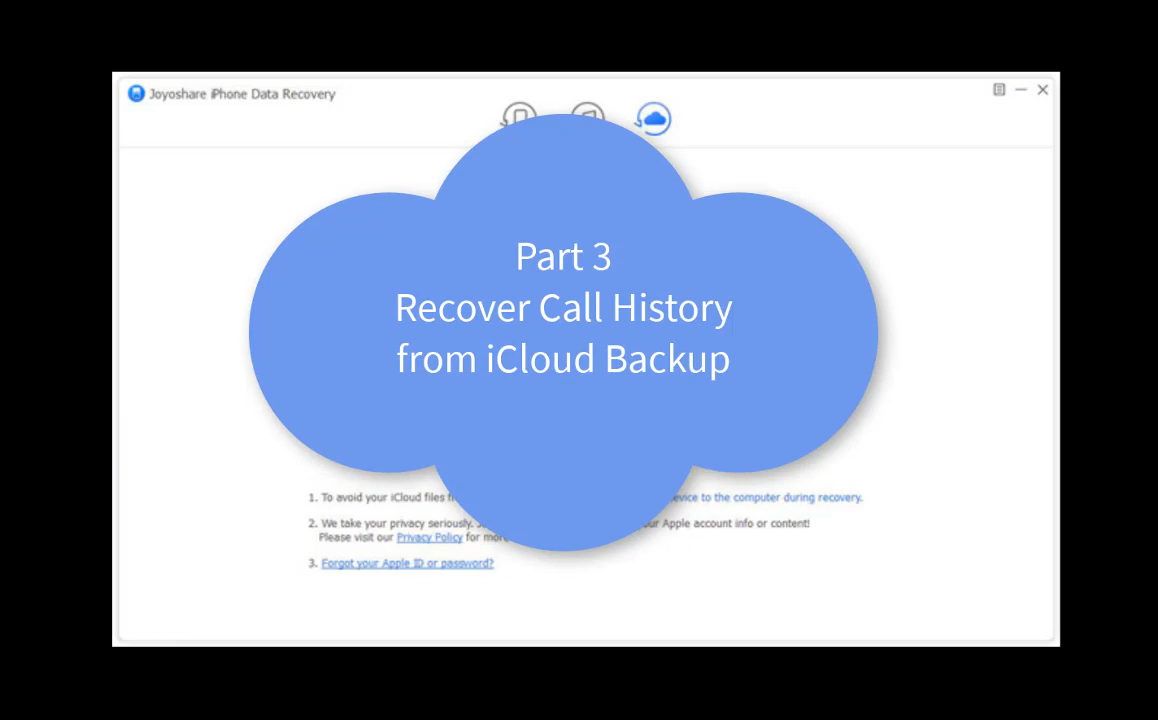 Joyoshare iPhone Data Recovery
Part 3
Recover Call History
from iCloud Backup
1. To avoid your iCloud files
device to the computer during recovery.
2. We take your privacy seriously.
our Apple account info or content!
Please visit our Privacy Policy for more
3. Forgot your Apple ID or password?